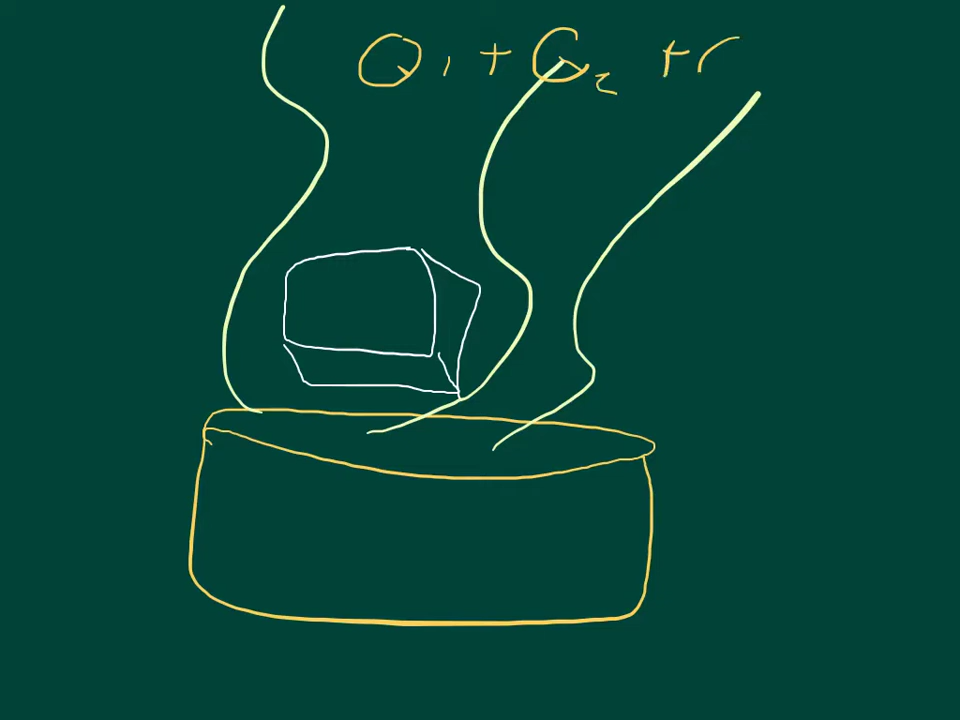 Q₁ + Q₂ + r